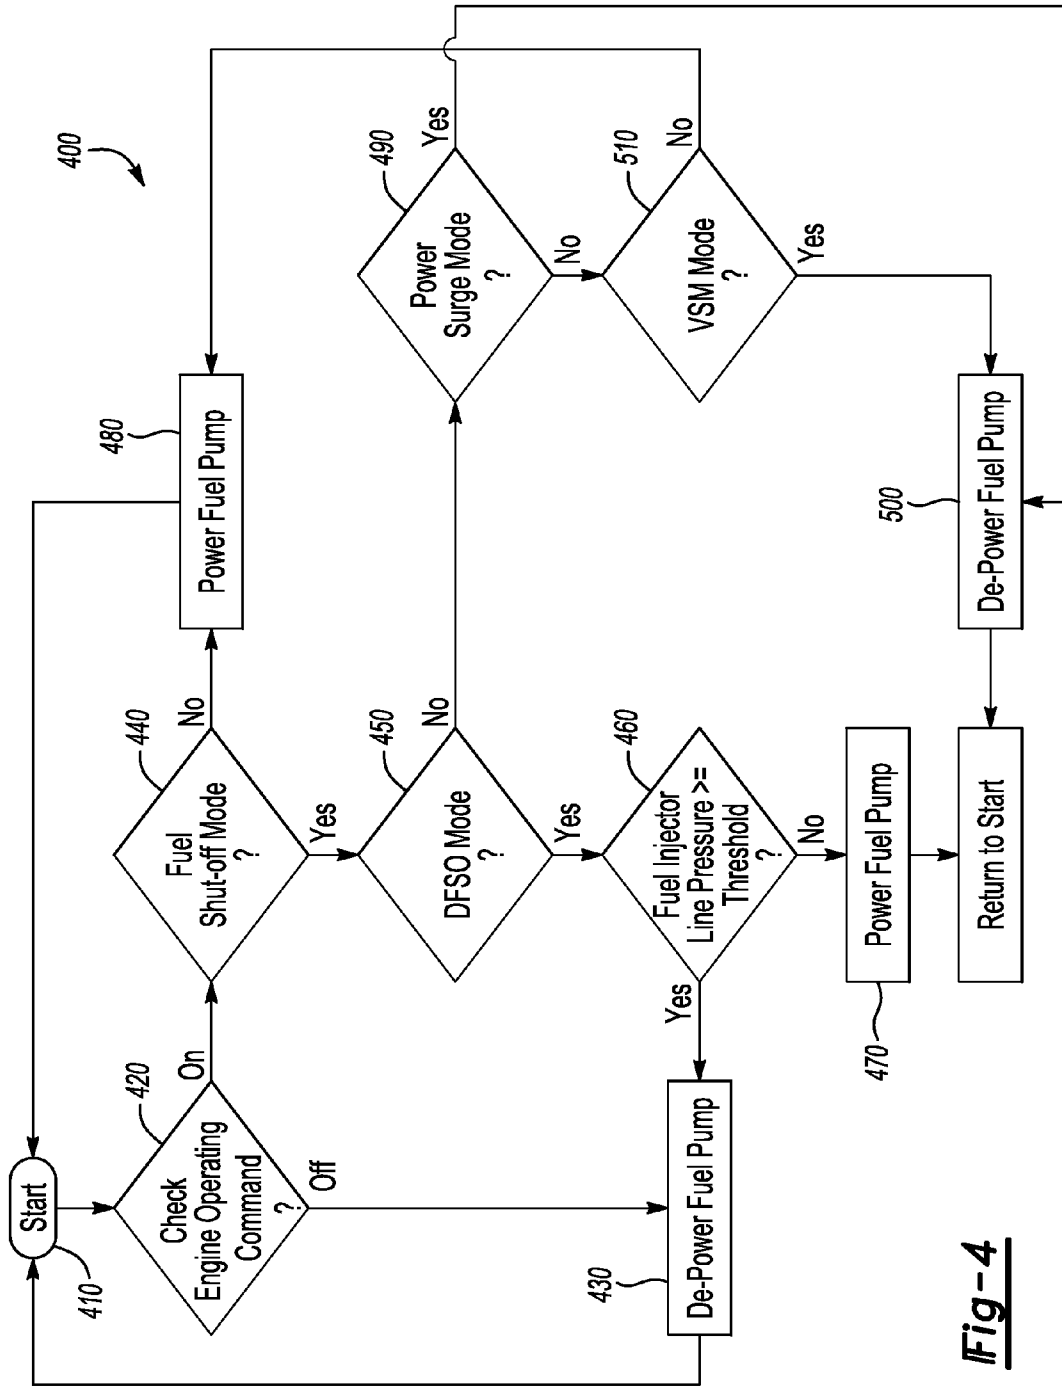 400
Start
410
Check
Engine Operating
Command
?
420
On
Off
De-Power Fuel Pump
430
Fuel
Shut-off Mode
?
440
No
Yes
Power Fuel Pump
480
DFSO Mode
?
450
No
Yes
Fuel Injector
Line Pressure >=
Threshold
?
460
Yes
No
Power Fuel Pump
470
Return to Start
Power
Surge Mode
?
490
Yes
No
VSM Mode
?
510
No
Yes
De-Power Fuel Pump
500
Fig-4